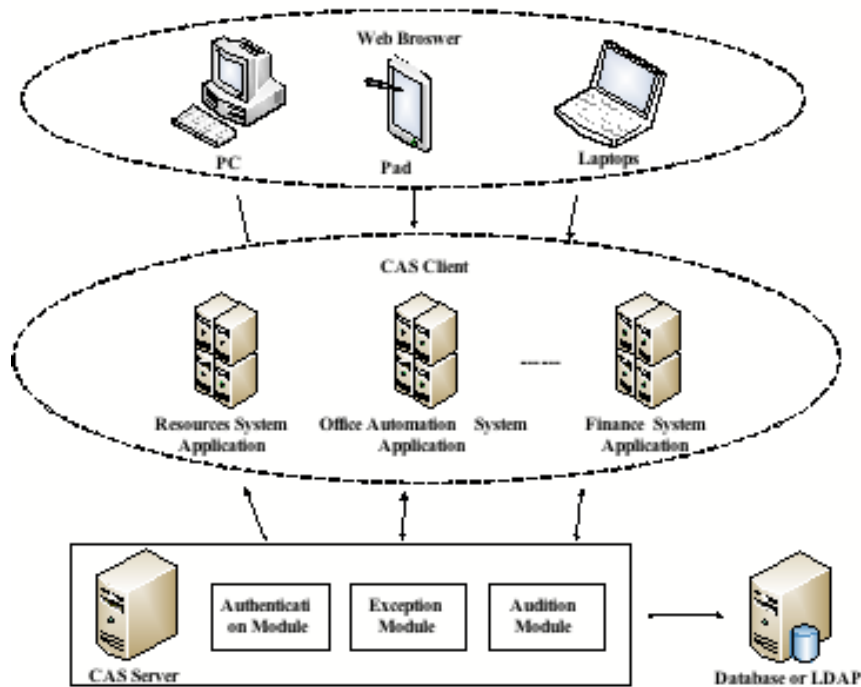 Web Broswer
PC
Pad
Laptops
CAS Client
Resources System
Application
Office Automation System
Application
------
Finance System
Application
CAS Server
Authenticati
on Module
Exception
Module
Audition
Module
Database or LDAP